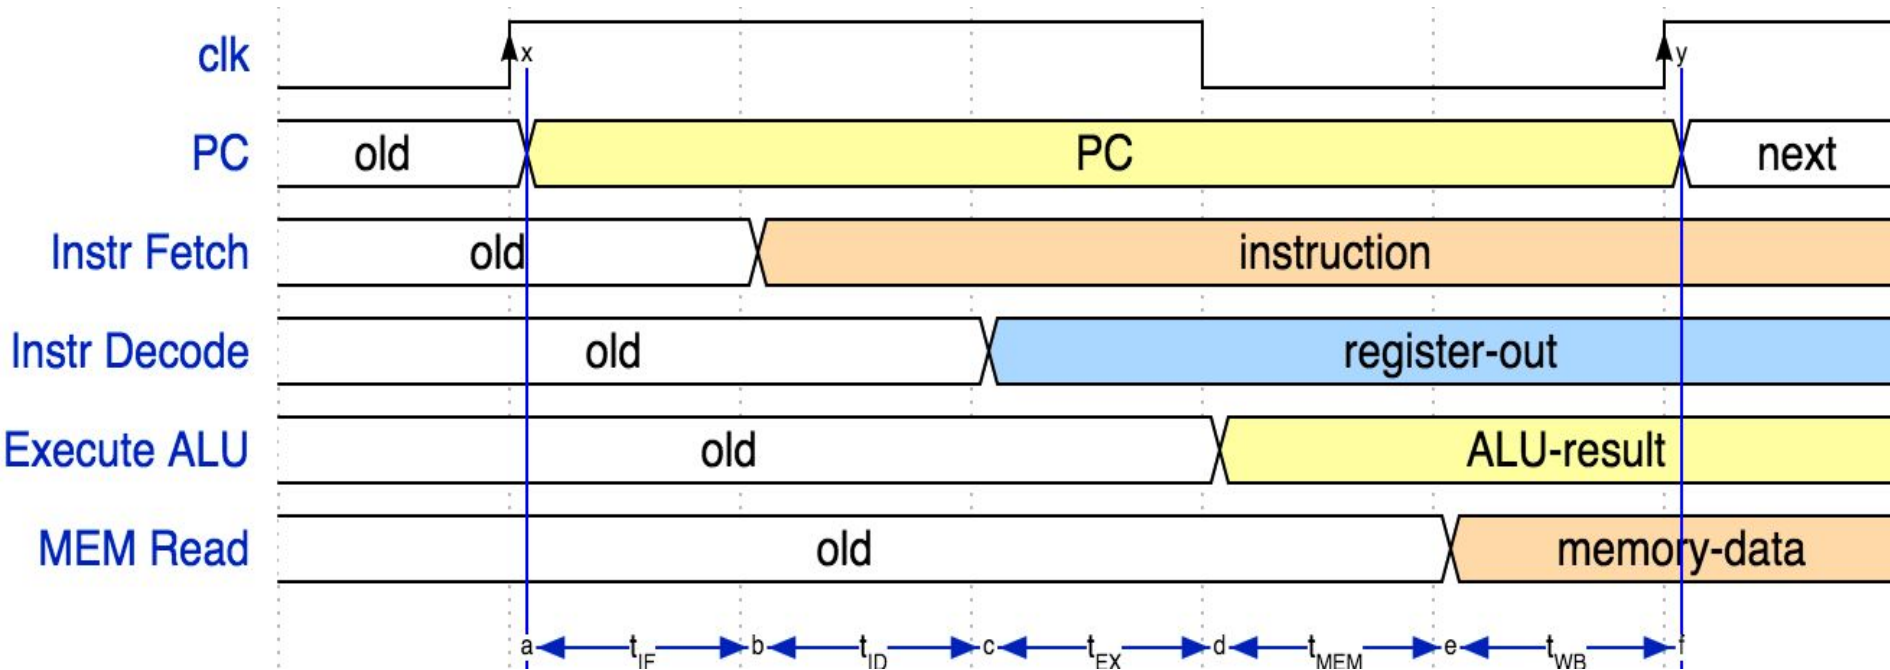 clk x y
PC old PC next
Instr Fetch old instruction
Instr Decode old register-out
Execute ALU old ALU-result
MEM Read old memory-data
a tIF b tID c tEX d tMEM e tWB f